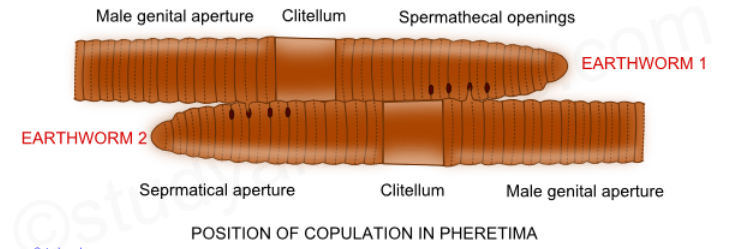 Male genital aperture Clitellum Spermathecal openings
EARTHWORM 1
EARTHWORM 2
Seprmatical aperture Clitellum Male genital aperture
POSITION OF COPULATION IN PHERETIMA